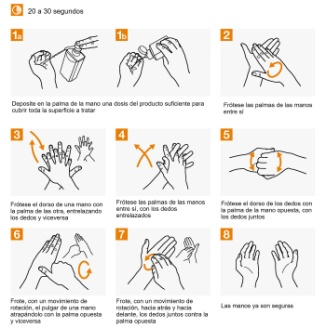 20 a 30 segundos
1a
1b
2
Deposite en la palma de la mano una dosis del producto suficiente para
cubrir toda la superficie a tratar
Frótese las palmas de las manos
entre sí
3
4
5
Frótese el dorso de una mano con
la palma de las otra, entrelazando
los dedos y viceversa
Frótese las palmas de las manos
entre sí, con los dedos
entrelazados
Frótese el dorso de los dedos con
la palma de la mano opuesta, con
los dedos juntos
6
7
8
Frote, con un movimiento de
rotación, el pulgar de una mano
atrapándolo con la palma opuesta
y viceversa
Frote, con un movimiento de
rotación, hacia atrás y hacia
delante, los dedos juntos contra la
palma opuesta
Las manos ya son seguras